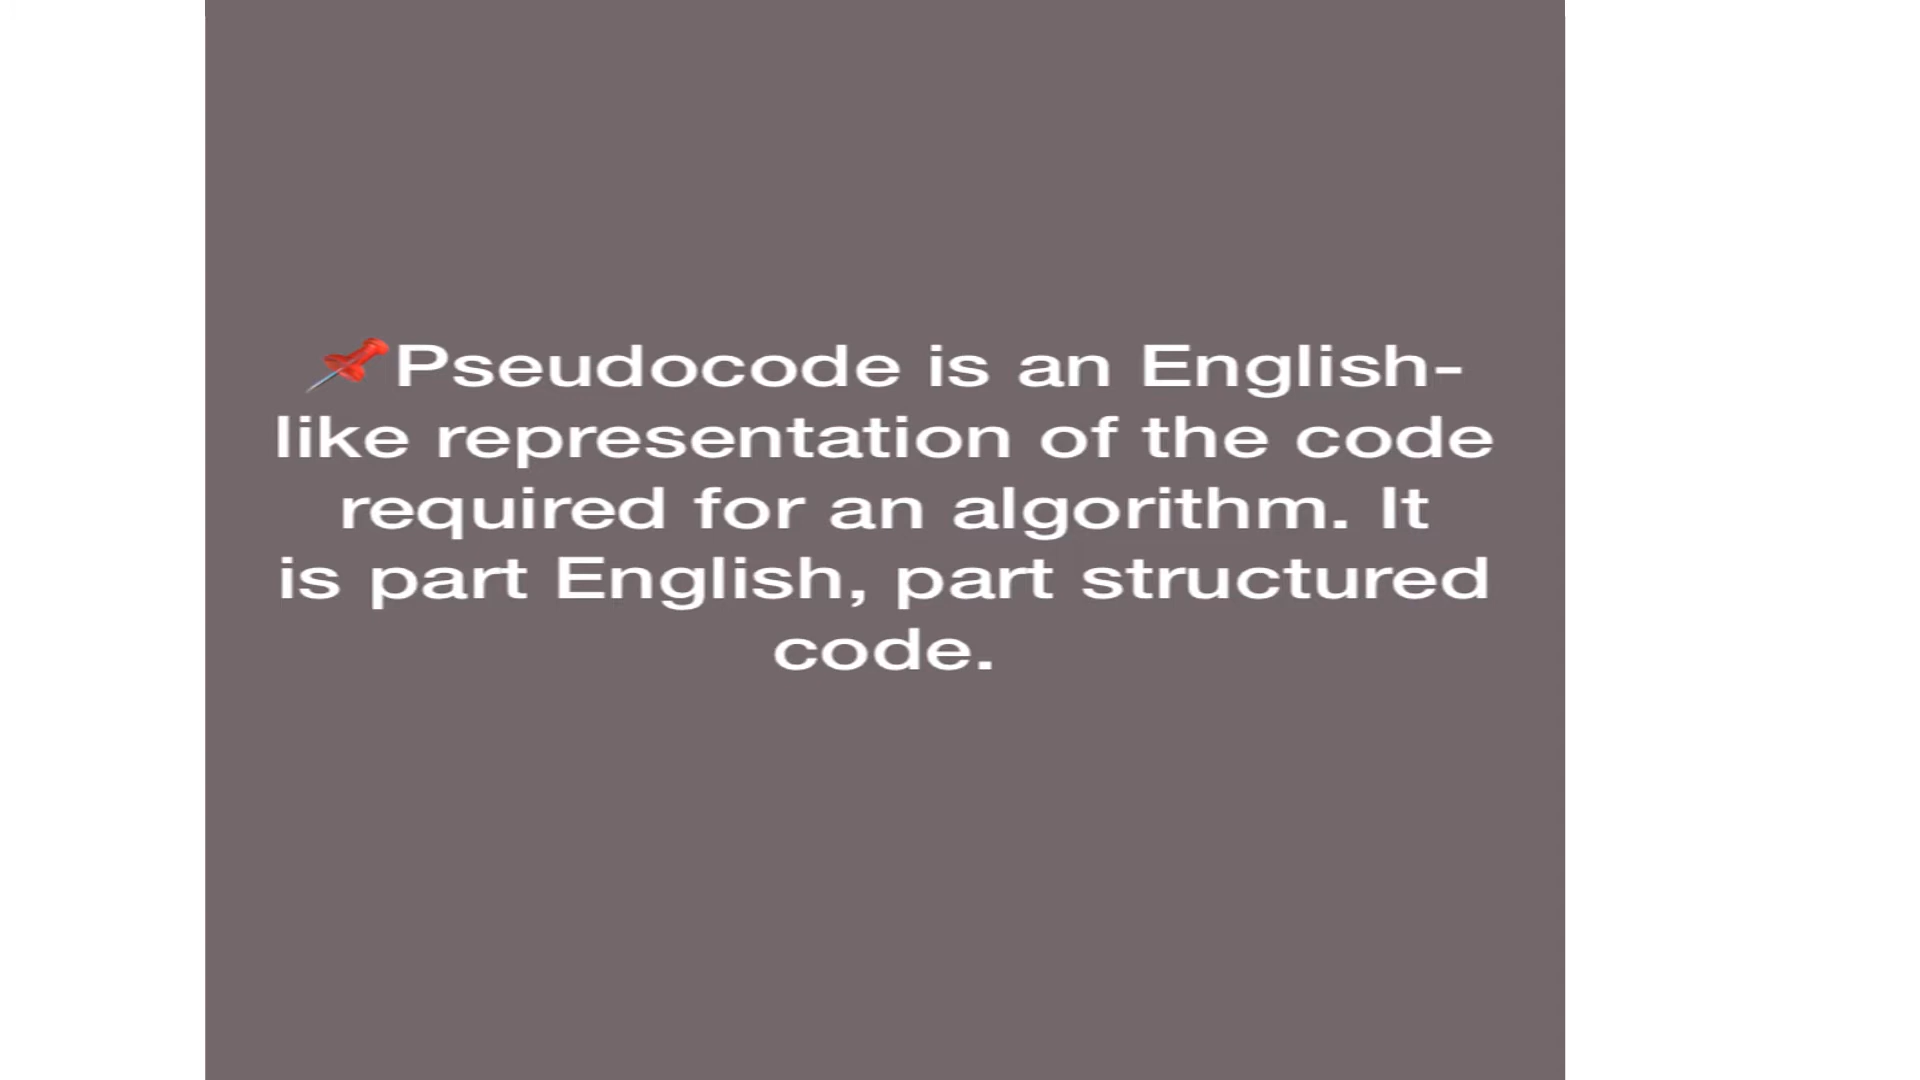 📌Pseudocode is an English-
like representation of the code
required for an algorithm. It
is part English, part structured
code.